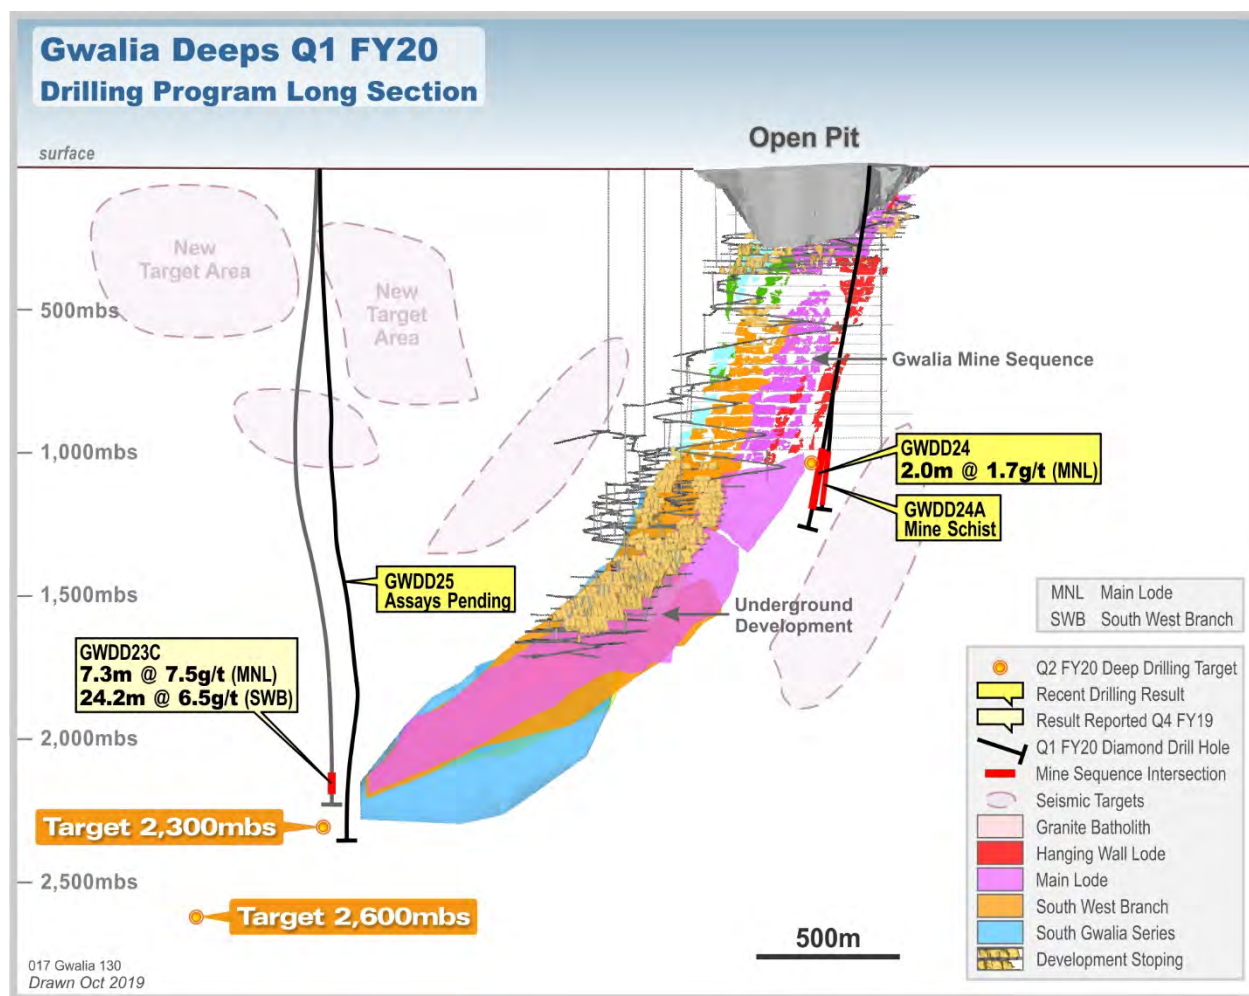 Gwalia Deeps Q1 FY20
Drilling Program Long Section
surface
Open Pit
New
Target Area
New
Target
Area
500mbs
Gwalia Mine Sequence
1,000mbs
GWDD24
2.0m @ 1.7g/t (MNL)
GWDD24A
Mine Schist
GWDD25
Assays Pending
1,500mbs
Underground
Development
MNL Main Lode
SWB South West Branch
GWDD23C
7.3m @ 7.5g/t (MNL)
24.2m @ 6.5g/t (SWB)
2,000mbs
Target 2,300mbs
2,500mbs
Target 2,600mbs
Q2 FY20 Deep Drilling Target
Recent Drilling Result
Result Reported Q4 FY19
Q1 FY20 Diamond Drill Hole
Mine Sequence Intersection
Seismic Targets
Granite Batholith
Hanging Wall Lode
Main Lode
South West Branch
South Gwalia Series
Development Stoping
500m
017 Gwalia 130
Drawn Oct 2019